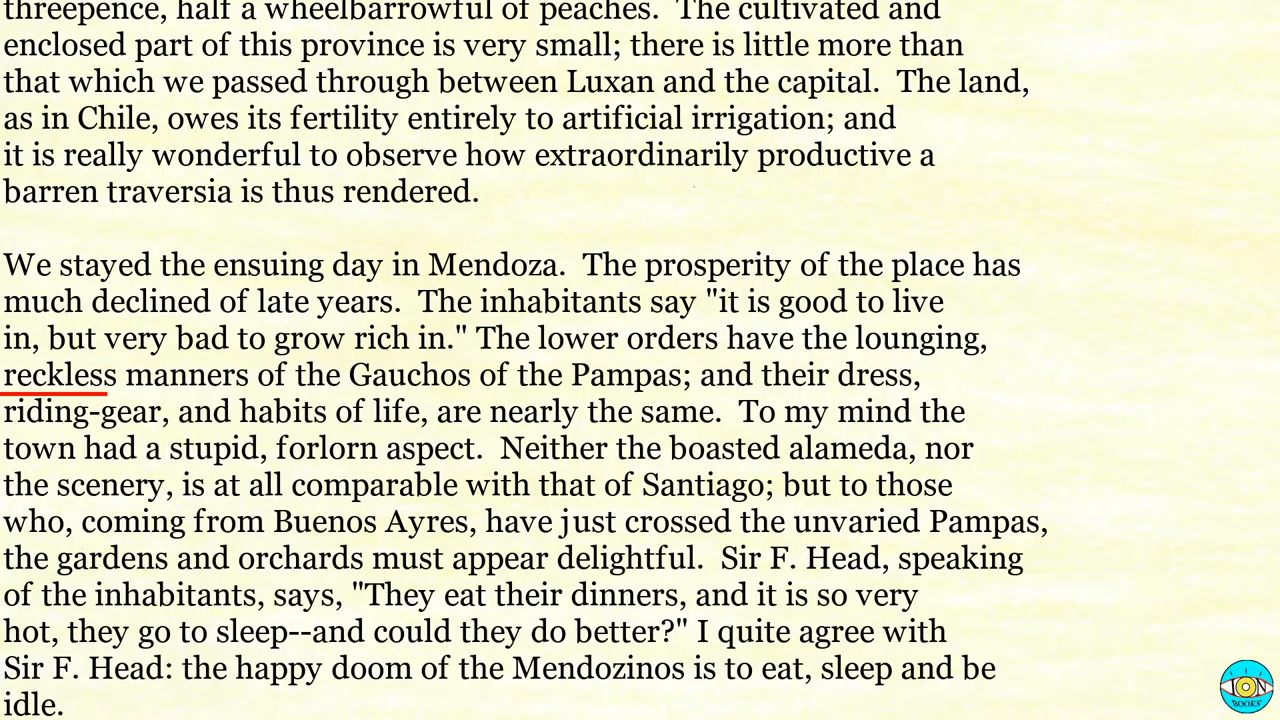 threepence, half a wheelbarrowful of peaches.  The cultivated and
enclosed part of this province is very small; there is little more than
that which we passed through between Luxan and the capital.  The land,
as in Chile, owes its fertility entirely to artificial irrigation; and
it is really wonderful to observe how extraordinarily productive a
barren traversia is thus rendered.

We stayed the ensuing day in Mendoza.  The prosperity of the place has
much declined of late years.  The inhabitants say "it is good to live
in, but very bad to grow rich in." The lower orders have the lounging,
reckless manners of the Gauchos of the Pampas; and their dress,
riding-gear, and habits of life, are nearly the same.  To my mind the
town had a stupid, forlorn aspect.  Neither the boasted alameda, nor
the scenery, is at all comparable with that of Santiago; but to those
who, coming from Buenos Ayres, have just crossed the unvaried Pampas,
the gardens and orchards must appear delightful.  Sir F. Head, speaking
of the inhabitants, says, "They eat their dinners, and it is so very
hot, they go to sleep--and could they do better?" I quite agree with
Sir F. Head: the happy doom of the Mendozinos is to eat, sleep and be
idle.
ION
BOOKS